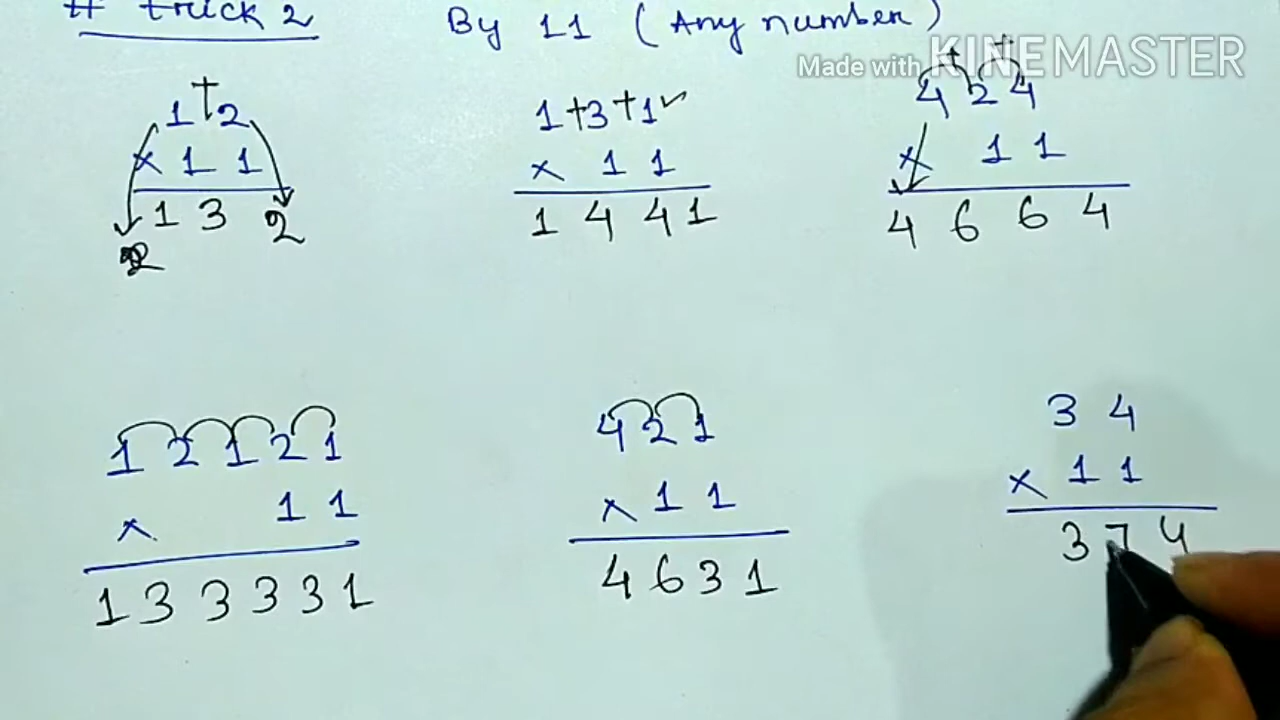 # trick 2 By 11 (Any number)
Made with KINEMASTER
1 + 2
× 1 1
1 3 2
2
1+3+1✓
× 1 1
1 4 4 1
+ +
4 2 4
× 1 1
4 6 6 4
1 2 1 2 1
× 1 1
1 3 3 3 3 1
4 2 1
× 1 1
4 6 3 1
3 4
× 1 1
3 7 4